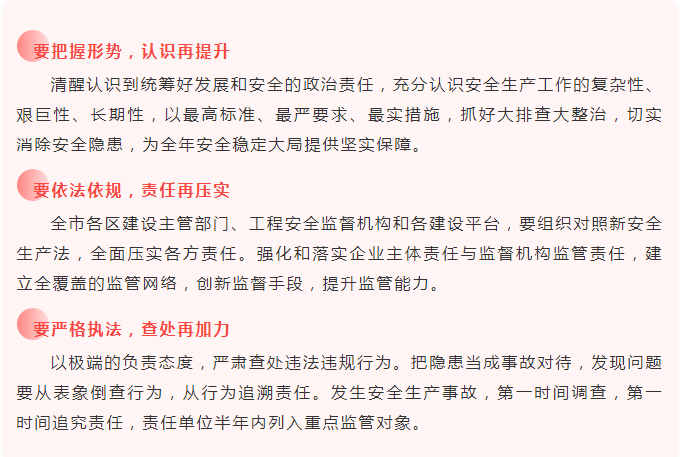 要把握形势，认识再提升
清醒认识到统筹好发展和安全的政治责任，充分认识安全生产工作的复杂性、
艰巨性、长期性，以最高标准、最严要求、最实措施，抓好大排查大整治，切实
消除安全隐患，为全年安全稳定大局提供坚实保障。
要依法依规，责任再压实
全市各区建设主管部门、工程安全监督机构和各建设平台，要组织对照新安全
生产法，全面压实各方责任。强化和落实企业主体责任与监督机构监管责任，建
立全覆盖的监管网络，创新监督手段，提升监管能力。
要严格执法，查处再加力
以极端的负责态度，严肃查处违法违规行为。把隐患当成事故对待，发现问题
要从表象倒查行为，从行为追溯责任。发生安全生产事故，第一时间调查，第一
时间追究责任，责任单位半年内列入重点监管对象。